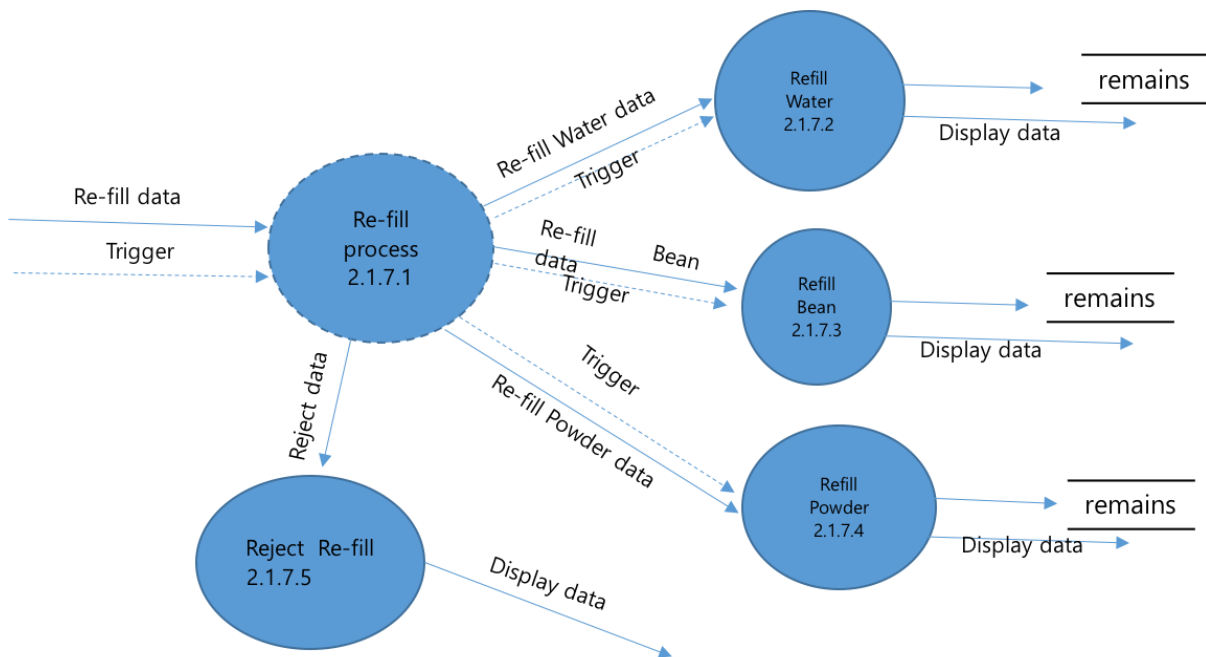 Re-fill data
Trigger
Re-fill
process
2.1.7.1
Re-fill Water data
Trigger
Refill
Water
2.1.7.2
remains
Display data
Re-fill Bean
data
Trigger
Refill
Bean
2.1.7.3
remains
Display data
Trigger
Re-fill Powder data
Refill
Powder
2.1.7.4
remains
Display data
Reject data
Reject Re-fill
2.1.7.5
Display data